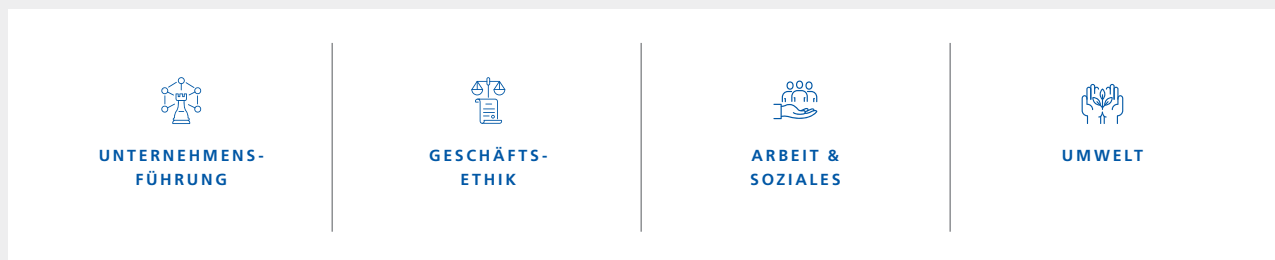 UNTERNEHMENS-
FÜHRUNG
GESCHÄFTS-
ETHIK
ARBEIT &
SOZIALES
UMWELT